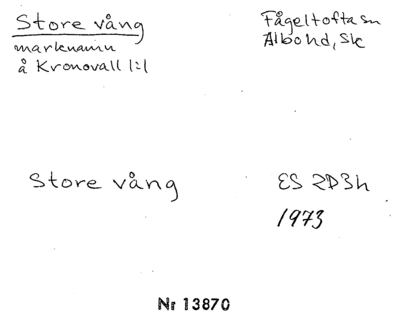 Store vång
marknamn
å Kronovall 1:1
Fågeltofta sn
Albo hd, Sk
Store vång
ES 2D3h
1973
Nr 13870